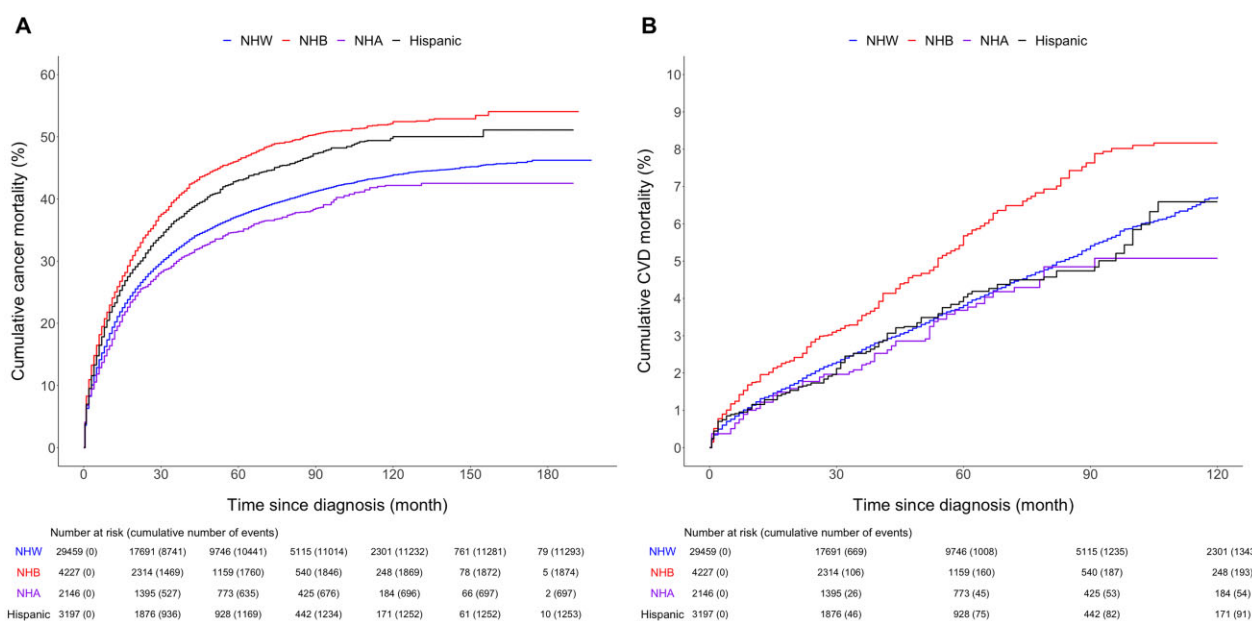 A
NHW NHB NHA Hispanic
60
50
40
30
20
10
0
Cumulative cancer mortality (%)
0 30 60 90 120 150 180
Time since diagnosis (month)
Number at risk (cumulative number of events)
NHW 29459 (0) 17691 (8741) 9746 (10441) 5115 (11014) 2301 (11232) 761 (11281) 79 (11293)
NHB 4227 (0) 2314 (1469) 1159 (1760) 540 (1846) 248 (1869) 78 (1872) 5 (1874)
NHA 2146 (0) 1395 (527) 773 (635) 425 (676) 184 (696) 66 (697) 2 (697)
Hispanic 3197 (0) 1876 (936) 928 (1169) 442 (1234) 171 (1252) 61 (1252) 10 (1253)
B
NHW NHB NHA Hispanic
10
9
8
7
6
5
4
3
2
1
0
Cumulative CVD mortality (%)
0 30 60 90 120
Time since diagnosis (month)
Number at risk (cumulative number of events)
NHW 29459 (0) 17691 (669) 9746 (1008) 5115 (1235) 2301 (1343
NHB 4227 (0) 2314 (106) 1159 (160) 540 (187) 248 (193)
NHA 2146 (0) 1395 (26) 773 (45) 425 (53) 184 (54)
Hispanic 3197 (0) 1876 (46) 928 (75) 442 (82) 171 (91)